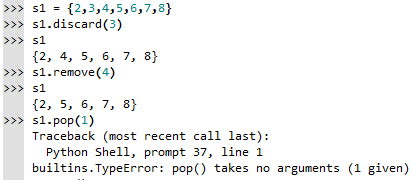 >>> s1 = {2,3,4,5,6,7,8}
>>> s1.discard(3)
>>> s1
{2, 4, 5, 6, 7, 8}
>>> s1.remove(4)
>>> s1
{2, 5, 6, 7, 8}
>>> s1.pop(1)
Traceback (most recent call last):
  Python Shell, prompt 37, line 1
builtins.TypeError: pop() takes no arguments (1 given)